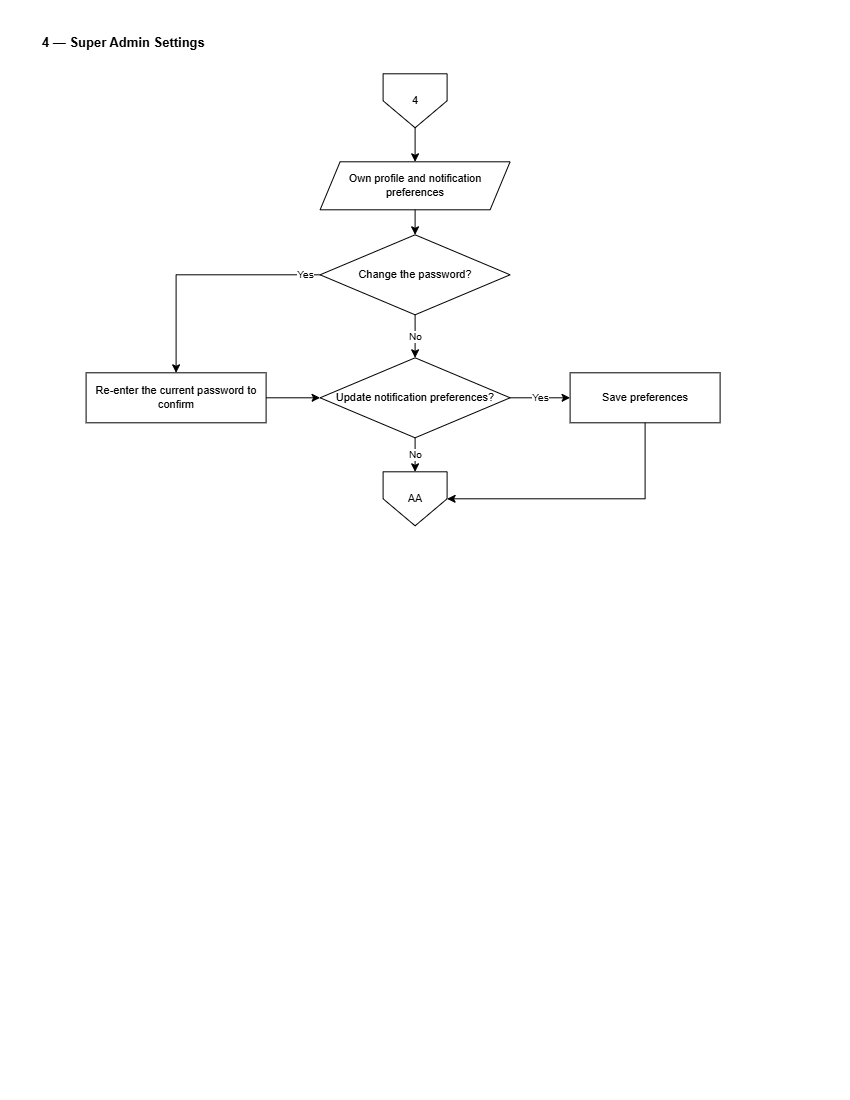 4 — Super Admin Settings
4
Own profile and notification
preferences
Change the password?
Yes
No
Re-enter the current password to
confirm
Update notification preferences?
Yes
Save preferences
No
AA